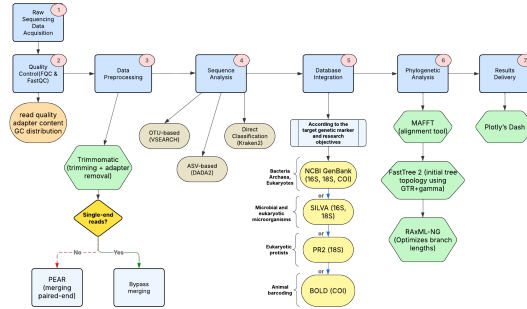 1
Raw
Sequencing
Data
Acquisition
2
Quality
Control(FQC &
FastQC)
3
Data
Preprocessing
4
Sequence
Analysis
5
Database
Integration
6
Phylogenetic
Analysis
7
Results
Delivery
read quality
adapter content
GC distribution
Trimmomatic
(trimming + adapter
removal)
Single-end
reads?
No
Yes
PEAR
(merging
paired-end)
Bypass
merging
OTU-based
(VSEARCH)
ASV-based
(DADA2)
Direct
Classification
(Kraken2)
According to the
target genetic marker
and research
objectives
Bacteria
Archaea,
Eukaryotes
NCBI GenBank
(16S, 18S, COI)
or
Microbial and
eukaryotic
microorganisms
SILVA (16S,
18S)
or
Eukaryotic
protists
PR2 (18S)
or
Animal
barcoding
BOLD (COI)
MAFFT
(alignment tool)
FastTree 2 (initial tree
topology using
GTR+gamma)
RAxML-NG
(Optimizes branch
lengths)
Plotly's Dash